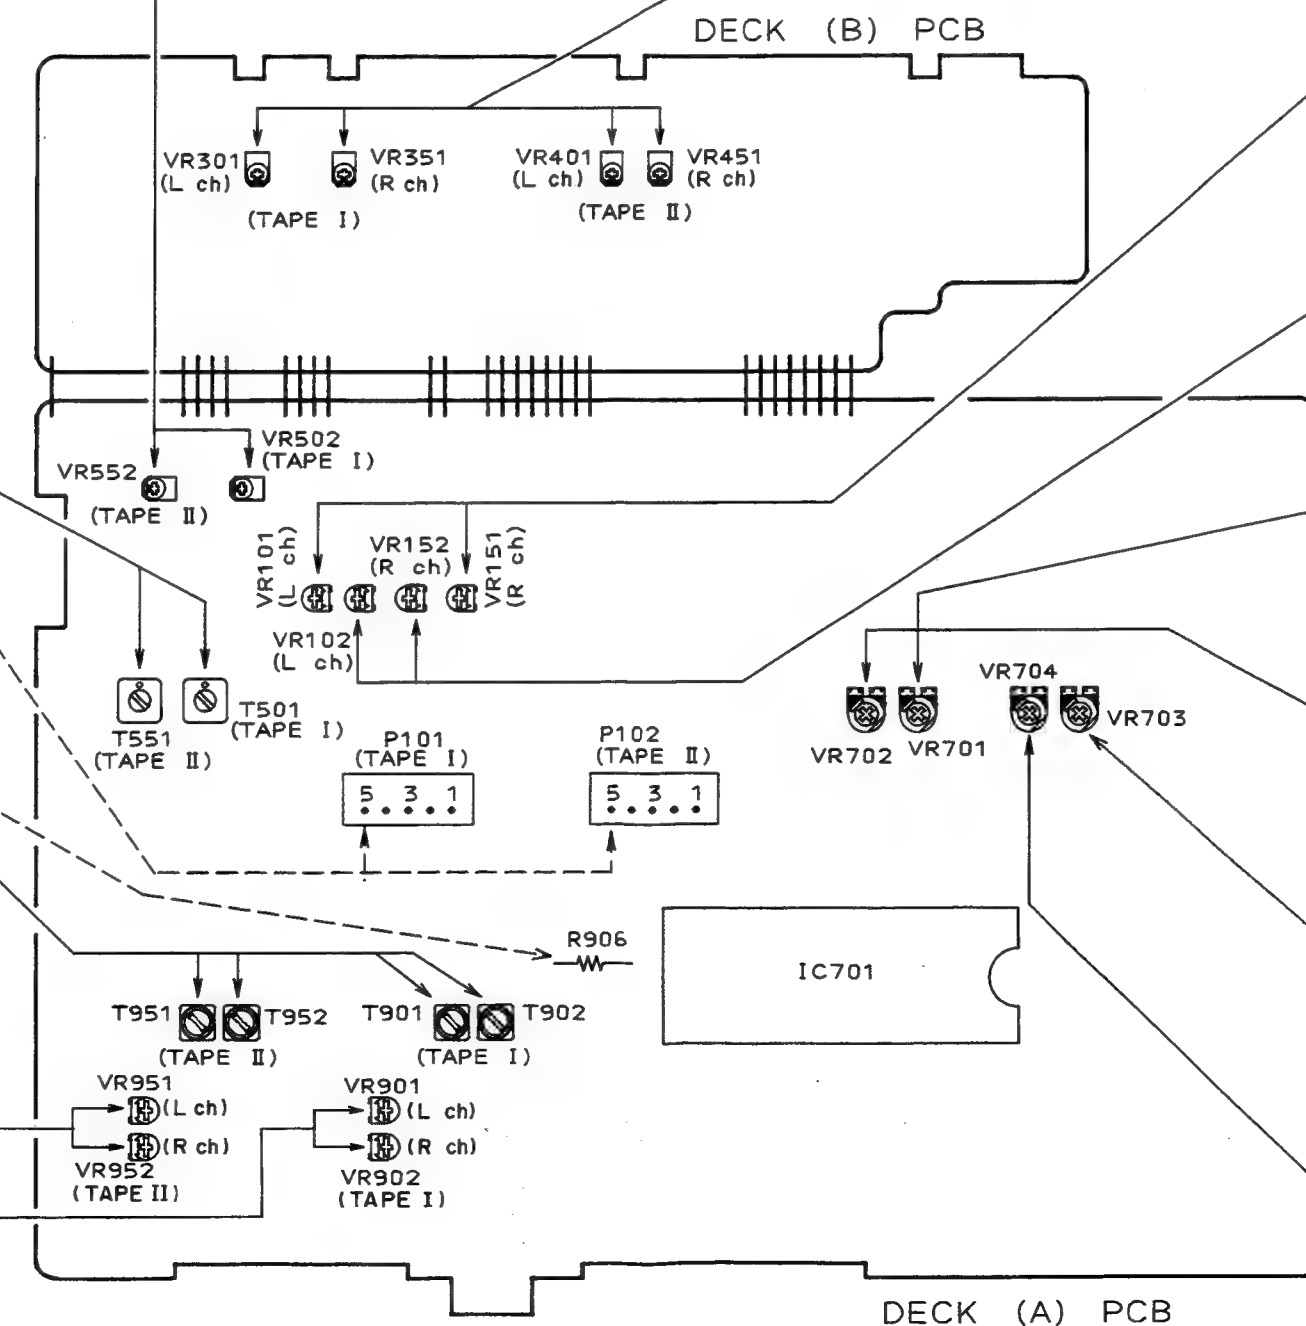 DECK (B) PCB
VR301
(L ch)
VR351
(R ch)
(TAPE I)
VR401
(L ch)
VR451
(R ch)
(TAPE II)
VR502
(TAPE I)
VR552
(TAPE II)
VR101
(L ch)
VR152
(R ch)
VR151
(R ch)
VR102
(L ch)
T551
(TAPE II)
T501
(TAPE I)
P101
(TAPE I)
5 3 1
P102
(TAPE II)
5 3 1
VR702
VR701
VR704
VR703
R906
IC701
T951
T952
(TAPE II)
T901
T902
(TAPE I)
VR951
(L ch)
(R ch)
VR952
(TAPE II)
VR901
(L ch)
(R ch)
VR902
(TAPE I)
DECK (A) PCB